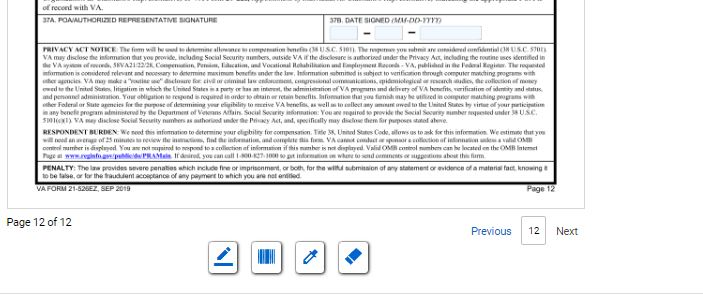 of record with VA.
37A. POA/AUTHORIZED REPRESENTATIVE SIGNATURE
37B. DATE SIGNED (MM-DD-YYYY)
PRIVACY ACT NOTICE: The form will be used to determine allowance to compensation benefits (38 U.S.C. 5101). The responses you submit are considered confidential (38 U.S.C. 5701).
VA may disclose the information that you provide, including Social Security numbers, outside VA if the disclosure is authorized under the Privacy Act, including the routine uses identified in
the VA system of records, 58VA21/22/28, Compensation, Pension, Education, and Vocational Rehabilitation and Employment Records - VA, published in the Federal Register. The requested
information is considered relevant and necessary to determine maximum benefits under the law. Information submitted is subject to verification through computer matching programs with
other agencies. VA may make a "routine use" disclosure for: civil or criminal law enforcement, congressional communications, epidemiological or research studies, the collection of money
owed to the United States, litigation in which the United States is a party or has an interest, the administration of VA programs and delivery of VA benefits, verification of identity and status,
and personnel administration. Your obligation to respond is required in order to obtain or retain benefits. Information that you furnish may be utilized in computer matching programs with
other Federal or State agencies for the purpose of determining your eligibility to receive VA benefits, as well as to collect any amount owed to the United States by virtue of your participation
in any benefit program administered by the Department of Veterans Affairs. Social Security information: You are required to provide the Social Security number requested under 38 U.S.C.
5101(c)(1). VA may disclose Social Security numbers as authorized under the Privacy Act, and, specifically may disclose them for purposes stated above.
RESPONDENT BURDEN: We need this information to determine your eligibility for compensation. Title 38, United States Code, allows us to ask for this information. We estimate that you
will need an average of 25 minutes to review the instructions, find the information, and complete this form. VA cannot conduct or sponsor a collection of information unless a valid OMB
control number is displayed. You are not required to respond to a collection of information if this number is not displayed. Valid OMB control numbers can be located on the OMB Internet
Page at www.reginfo.gov/public/do/PRAMain. If desired, you can call 1-800-827-1000 to get information on where to send comments or suggestions about this form.
PENALTY: The law provides severe penalties which include fine or imprisonment, or both, for the willful submission of any statement or evidence of a material fact, knowing it
to be false, or for the fraudulent acceptance of any payment to which you are not entitled.
VA FORM 21-526EZ, SEP 2019
Page 12
Page 12 of 12
Previous 12 Next